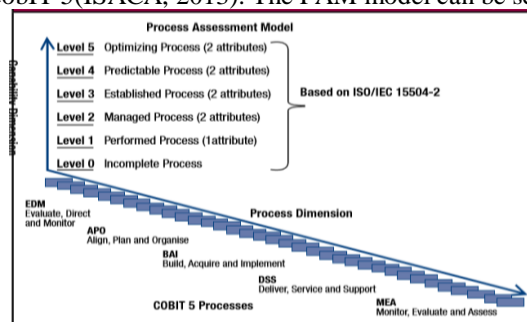 COBIT 5(ISACA, 2013). The PAM model can be se
Process Assessment Model
Level 5 Optimizing Process (2 attributes)
Level 4 Predictable Process (2 attributes)
Level 3 Established Process (2 attributes)
Level 2 Managed Process (2 attributes)
Level 1 Performed Process (1attribute)
Level 0 Incomplete Process
Based on ISO/IEC 15504-2
Capability Dimension
EDM
Evaluate, Direct
and Monitor
Process Dimension
APO
Align, Plan and Organise
BAI
Build, Acquire and Implement
DSS
Deliver, Service and Support
MEA
Monitor, Evaluate and Assess
COBIT 5 Processes